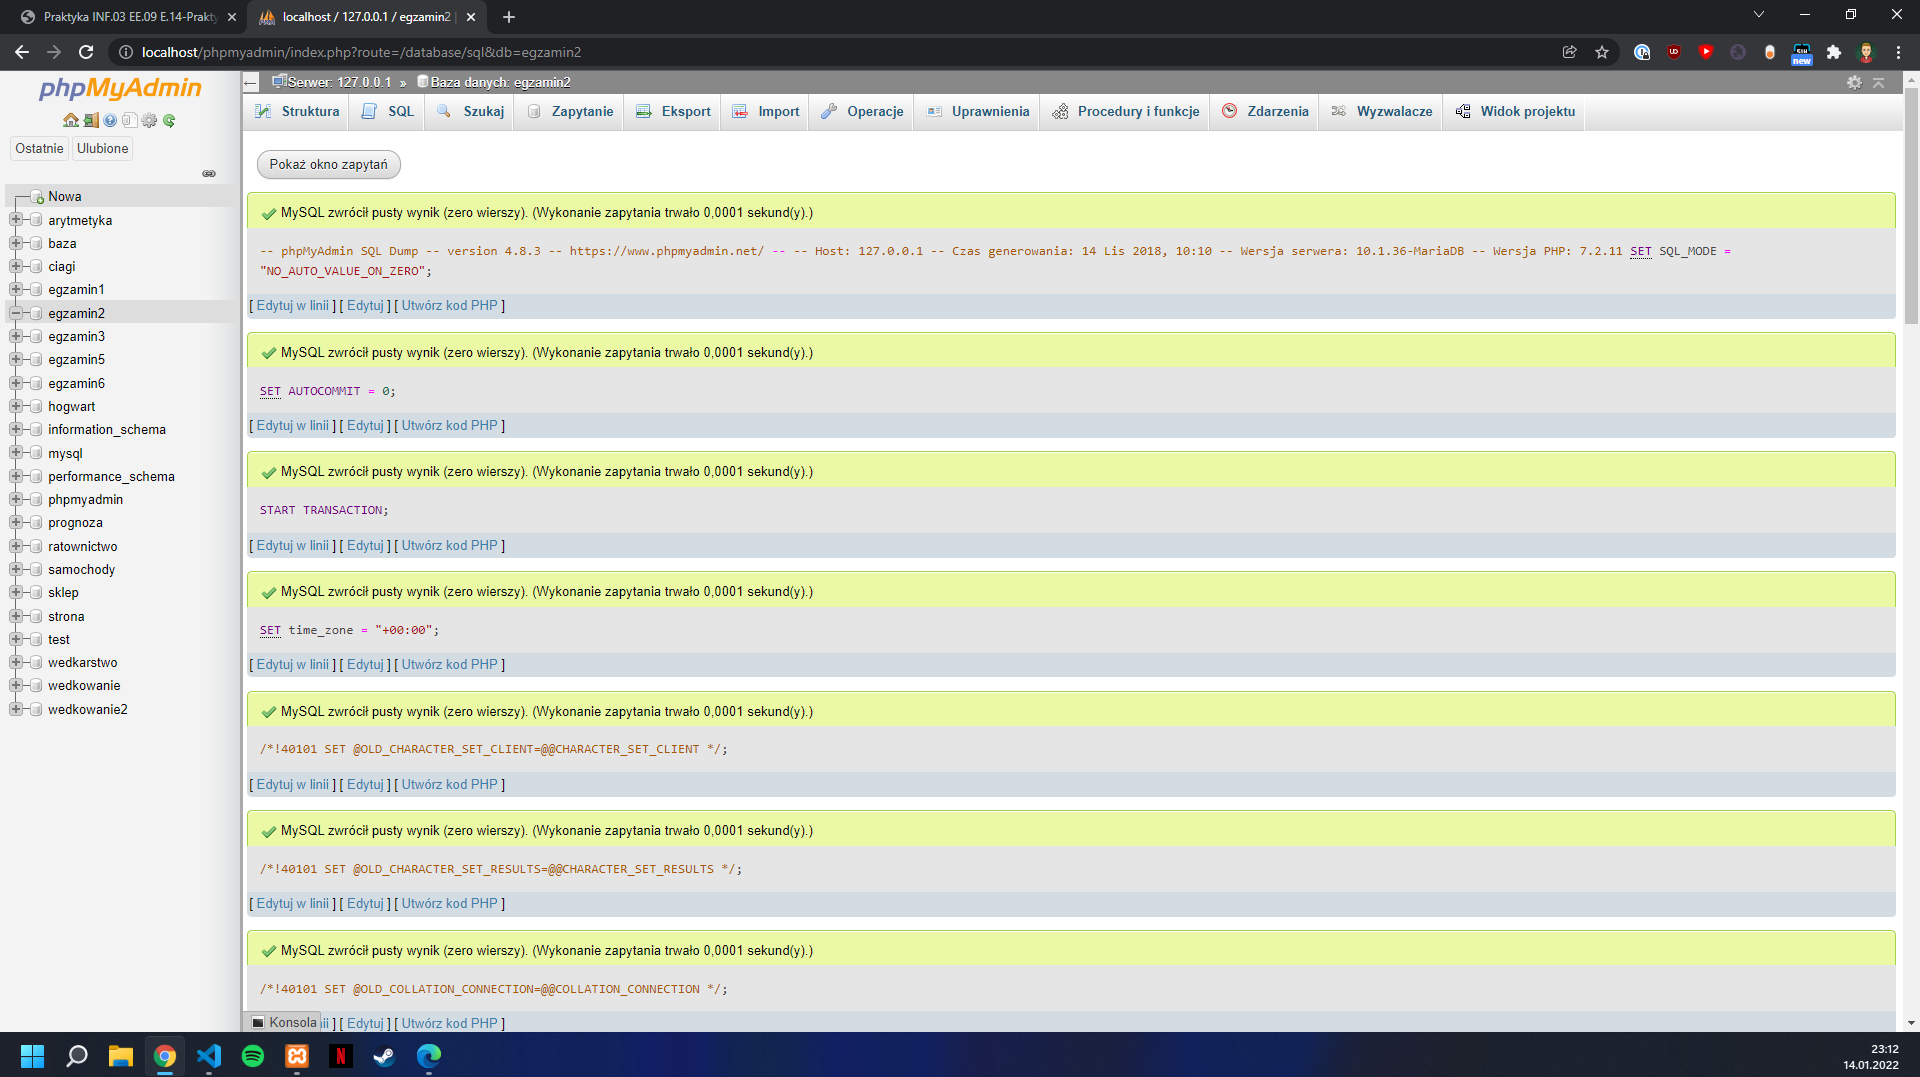 Praktyka INF.03 EE.09 E.14-Prakty
localhost / 127.0.0.1 / egzamin2 |
localhost/phpmyadmin/index.php?route=/database/sql&db=egzamin2
new
phpMyAdmin
Ostatnie
Ulubione
Nowa
arytmetyka
baza
ciagi
egzamin1
egzamin2
egzamin3
egzamin5
egzamin6
hogwart
information_schema
mysql
performance_schema
phpmyadmin
prognoza
ratownictwo
samochody
sklep
strona
test
wedkarstwo
wedkowanie
wedkowanie2
Serwer: 127.0.0.1 » Baza danych: egzamin2
Struktura
SQL
Szukaj
Zapytanie
Eksport
Import
Operacje
Uprawnienia
Procedury i funkcje
Zdarzenia
Wyzwalacze
Widok projektu
Pokaż okno zapytań
MySQL zwrócił pusty wynik (zero wierszy). (Wykonanie zapytania trwało 0,0001 sekund(y).)
-- phpMyAdmin SQL Dump -- version 4.8.3 -- https://www.phpmyadmin.net/ -- -- Host: 127.0.0.1 -- Czas generowania: 14 Lis 2018, 10:10 -- Wersja serwera: 10.1.36-MariaDB -- Wersja PHP: 7.2.11 SET SQL_MODE =
"NO_AUTO_VALUE_ON_ZERO";
[ Edytuj w linii ] [ Edytuj ] [ Utwórz kod PHP ]
MySQL zwrócił pusty wynik (zero wierszy). (Wykonanie zapytania trwało 0,0001 sekund(y).)
SET AUTOCOMMIT = 0;
[ Edytuj w linii ] [ Edytuj ] [ Utwórz kod PHP ]
MySQL zwrócił pusty wynik (zero wierszy). (Wykonanie zapytania trwało 0,0001 sekund(y).)
START TRANSACTION;
[ Edytuj w linii ] [ Edytuj ] [ Utwórz kod PHP ]
MySQL zwrócił pusty wynik (zero wierszy). (Wykonanie zapytania trwało 0,0001 sekund(y).)
SET time_zone = "+00:00";
[ Edytuj w linii ] [ Edytuj ] [ Utwórz kod PHP ]
MySQL zwrócił pusty wynik (zero wierszy). (Wykonanie zapytania trwało 0,0001 sekund(y).)
/*!40101 SET @OLD_CHARACTER_SET_CLIENT=@@CHARACTER_SET_CLIENT */;
[ Edytuj w linii ] [ Edytuj ] [ Utwórz kod PHP ]
MySQL zwrócił pusty wynik (zero wierszy). (Wykonanie zapytania trwało 0,0001 sekund(y).)
/*!40101 SET @OLD_CHARACTER_SET_RESULTS=@@CHARACTER_SET_RESULTS */;
[ Edytuj w linii ] [ Edytuj ] [ Utwórz kod PHP ]
MySQL zwrócił pusty wynik (zero wierszy). (Wykonanie zapytania trwało 0,0001 sekund(y).)
/*!40101 SET @OLD_COLLATION_CONNECTION=@@COLLATION_CONNECTION */;
Konsola ii ] [ Edytuj ] [ Utwórz kod PHP ]
23:12
14.01.2022